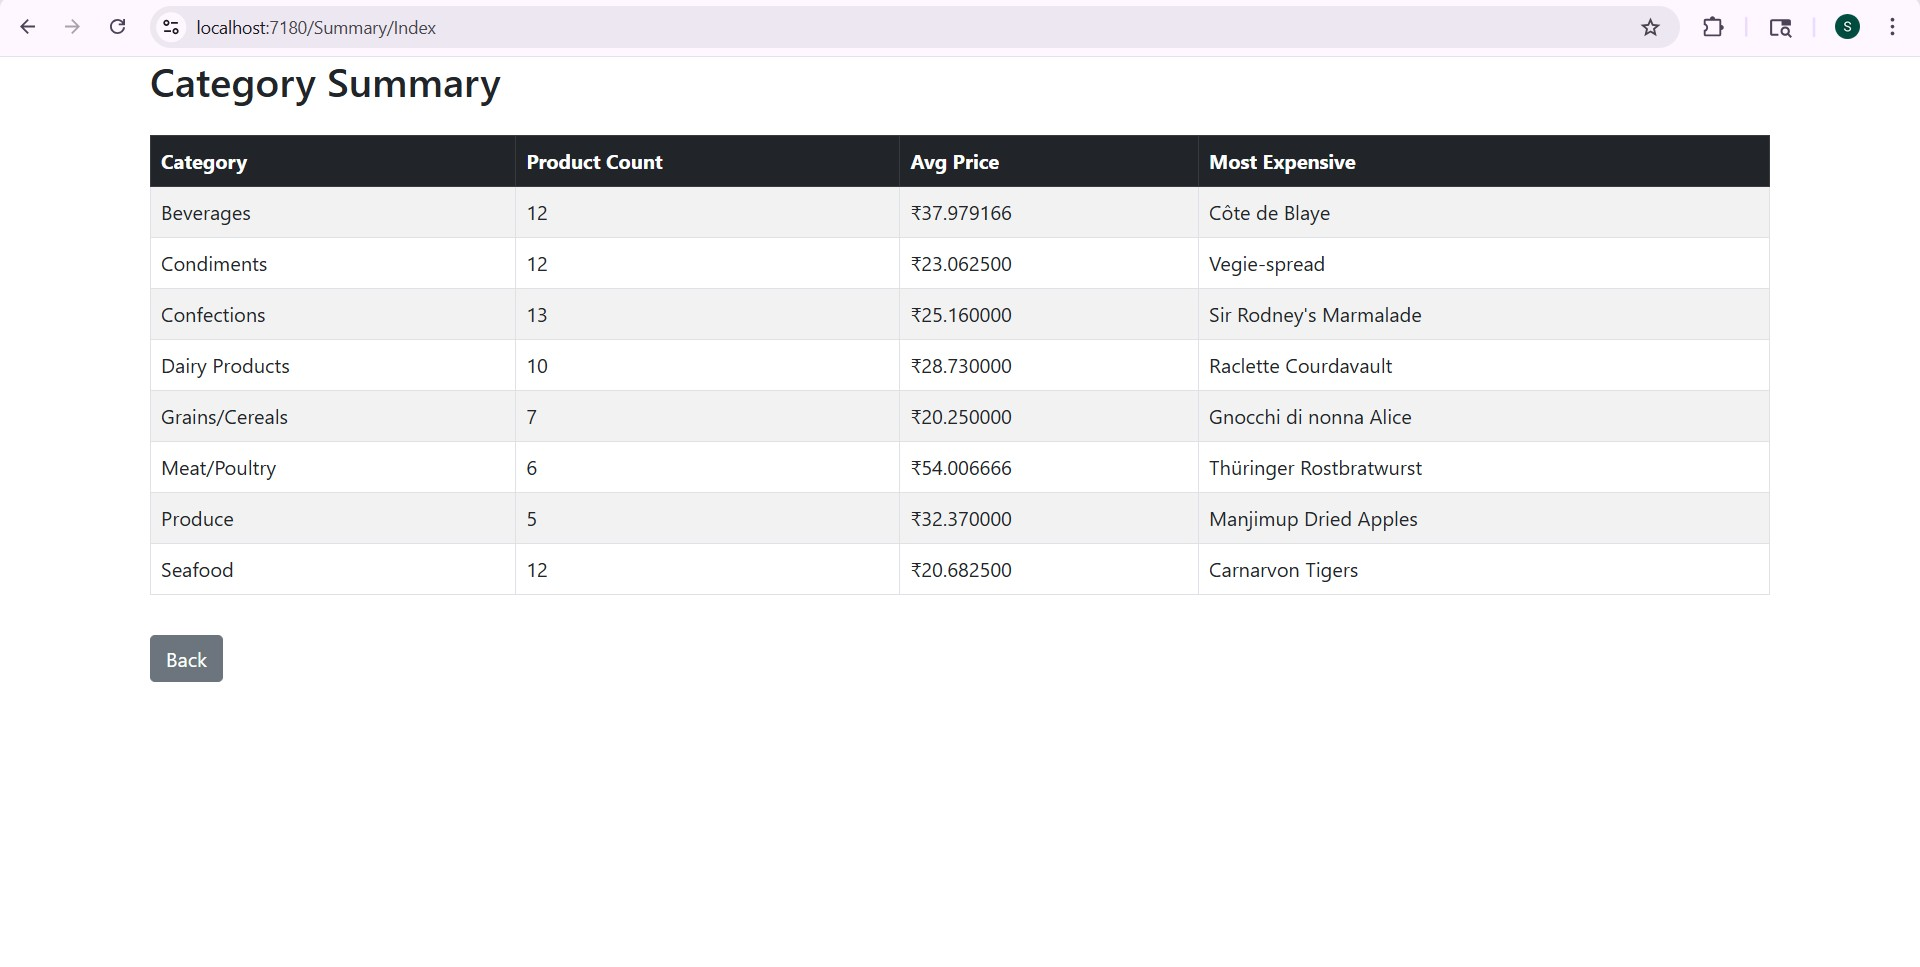 localhost:7180/Summary/Index
S
Category Summary
Category Product Count Avg Price Most Expensive
Beverages 12 ₹37.979166 Côte de Blaye
Condiments 12 ₹23.062500 Vegie-spread
Confections 13 ₹25.160000 Sir Rodney's Marmalade
Dairy Products 10 ₹28.730000 Raclette Courdavault
Grains/Cereals 7 ₹20.250000 Gnocchi di nonna Alice
Meat/Poultry 6 ₹54.006666 Thüringer Rostbratwurst
Produce 5 ₹32.370000 Manjimup Dried Apples
Seafood 12 ₹20.682500 Carnarvon Tigers
Back